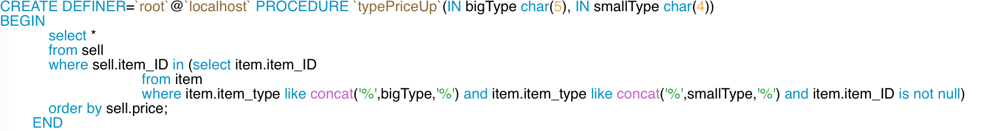 CREATE DEFINER=`root`@`localhost` PROCEDURE `typePriceUp`(IN bigType char(5), IN smallType char(4))
BEGIN
select *
from sell
where sell.item_ID in (select item.item_ID
from item
where item.item_type like concat('%',bigType,'%') and item.item_type like concat('%',smallType,'%') and item.item_ID is not null)
order by sell.price;
END